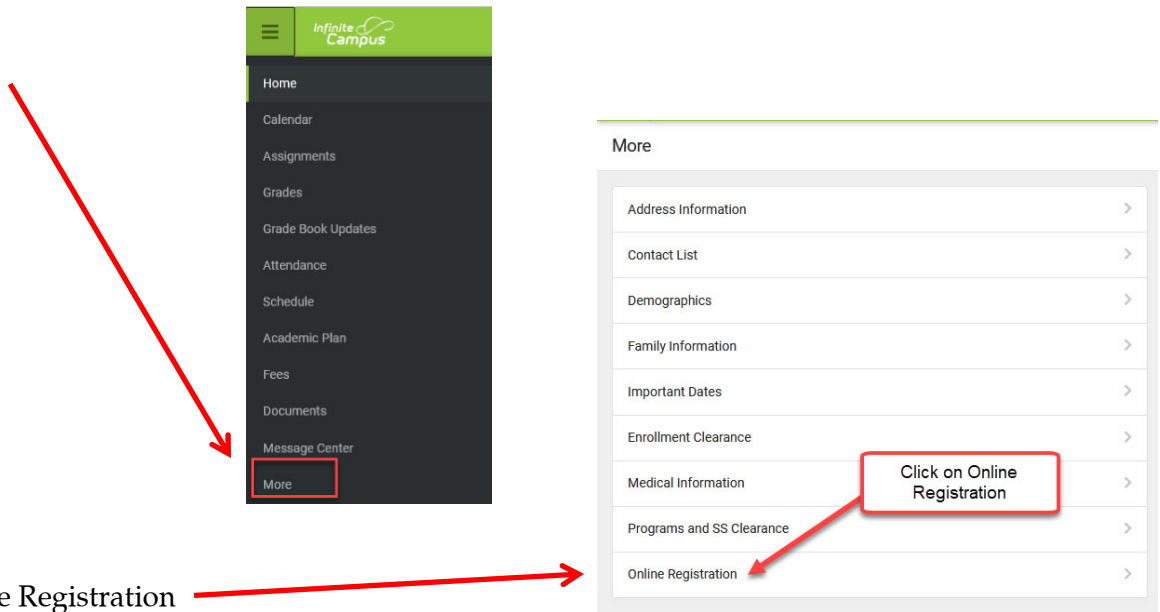 Infinite
Campus
Home
Calendar
Assignments
Grades
Grade Book Updates
Attendance
Schedule
Academic Plan
Fees
Documents
Message Center
More
More
Address Information
Contact List
Demographics
Family Information
Important Dates
Enrollment Clearance
Medical Information
Click on Online
Registration
Programs and SS Clearance
Online Registration
e Registration